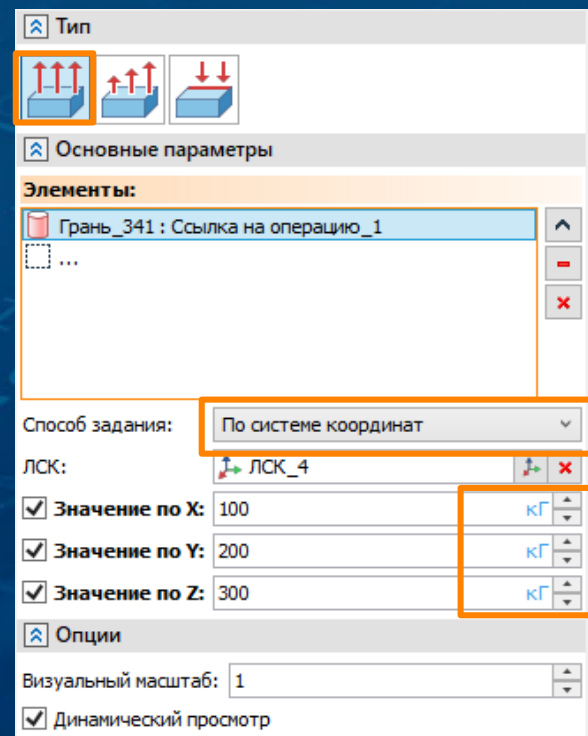 Тип
Основные параметры
Элементы:
Грань_341 : Ссылка на операцию_1
...
Способ задания: По системе координат
ЛСК: ЛСК_4
Значение по X: 100 кГ
Значение по Y: 200 кГ
Значение по Z: 300 кГ
Опции
Визуальный масштаб: 1
Динамический просмотр